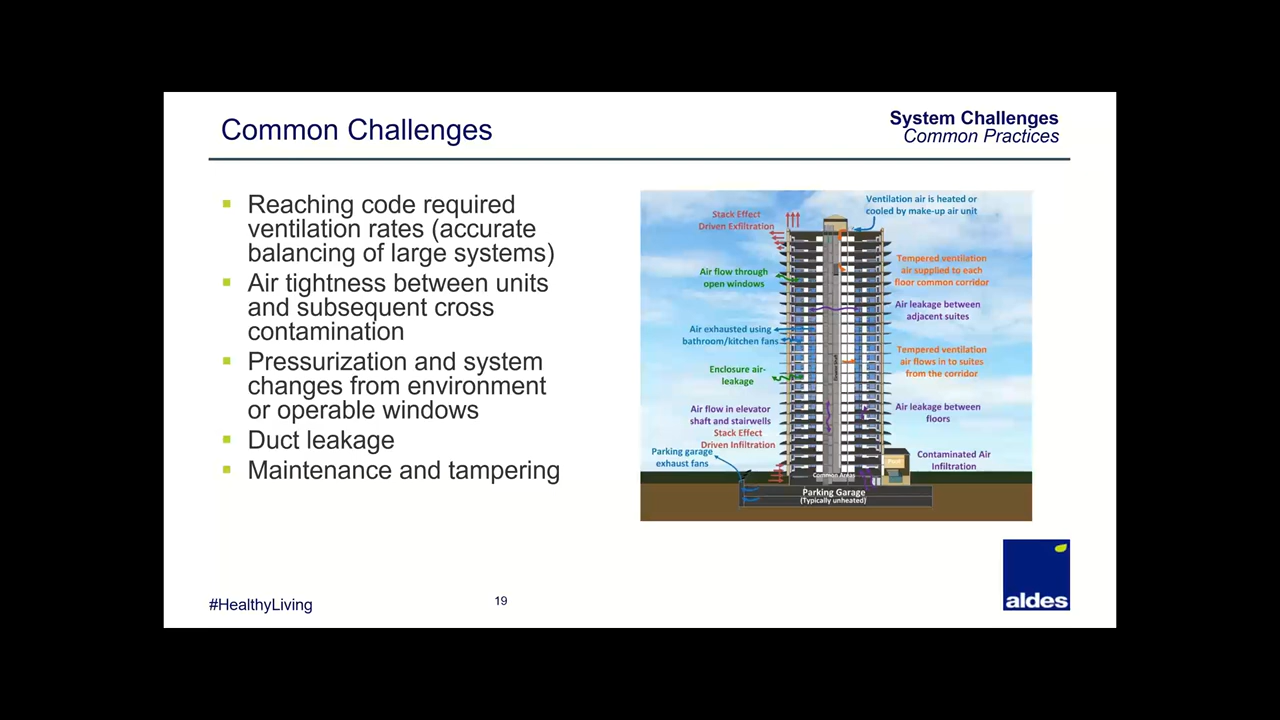 Common Challenges
System Challenges
Common Practices
Reaching code required
ventilation rates (accurate
balancing of large systems)
Air tightness between units
and subsequent cross
contamination
Pressurization and system
changes from environment
or operable windows
Duct leakage
Maintenance and tampering
Ventilation air is heated or
cooled by make-up air unit
Stack Effect
Driven Exfiltration
Tempered ventilation
air supplied to each
floor common corridor
Air flow through
open windows
Air leakage between
adjacent suites
Air exhausted using
bathroom/kitchen fans
Tempered ventilation
air flows in to suites
from the corridor
Enclosure air-
leakage
Air flow in elevator
shaft and stairwells
Air leakage between
floors
Stack Effect
Driven Infiltration
Parking garage
exhaust fans
Contaminated Air
Infiltration
Pool
Common Areas
Parking Garage
(Typically unheated)
#HealthyLiving
19
aldes